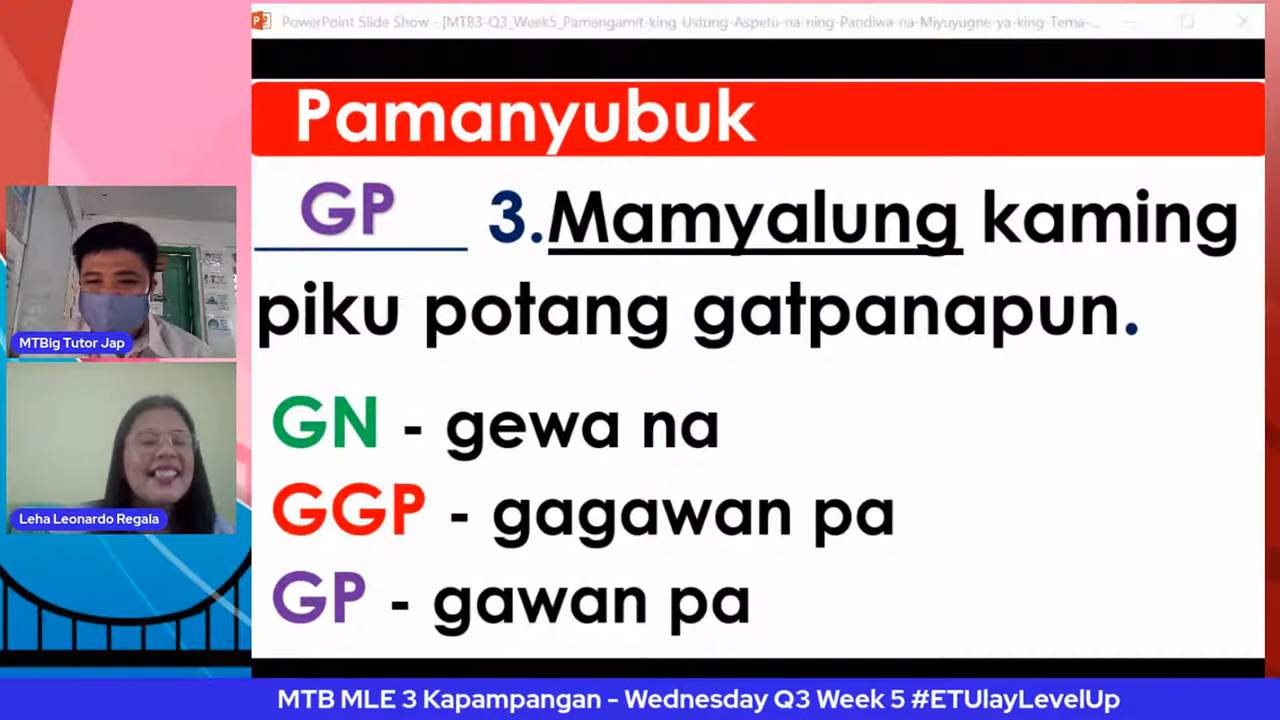 PowerPoint Slide Show - [MTB3 Q3_Week5_Pamangamit king Ustung Aspetu na ning Pandiwa na Miyuyugne ya king Tema-...
Pamanyubuk
GP 3.Mamyalung kaming
piku potang gatpanapun.
GN - gewa na
GGP - gagawan pa
GP - gawan pa
MTBig Tutor Jap
Leha Leonardo Regala
MTB MLE 3 Kapampangan - Wednesday Q3 Week 5 #ETUlayLevelUp